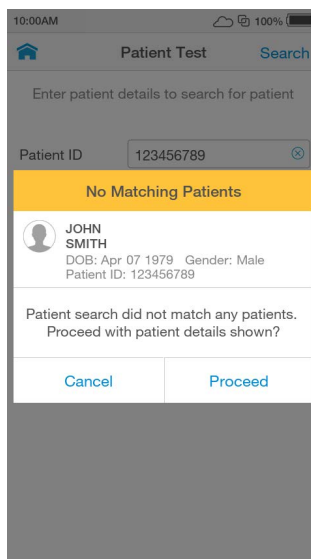 10:00AM 100%
Patient Test Search
Enter patient details to search for patient
Patient ID 123456789
No Matching Patients
JOHN
SMITH
DOB: Apr 07 1979 Gender: Male
Patient ID: 123456789
Patient search did not match any patients.
Proceed with patient details shown?
Cancel Proceed